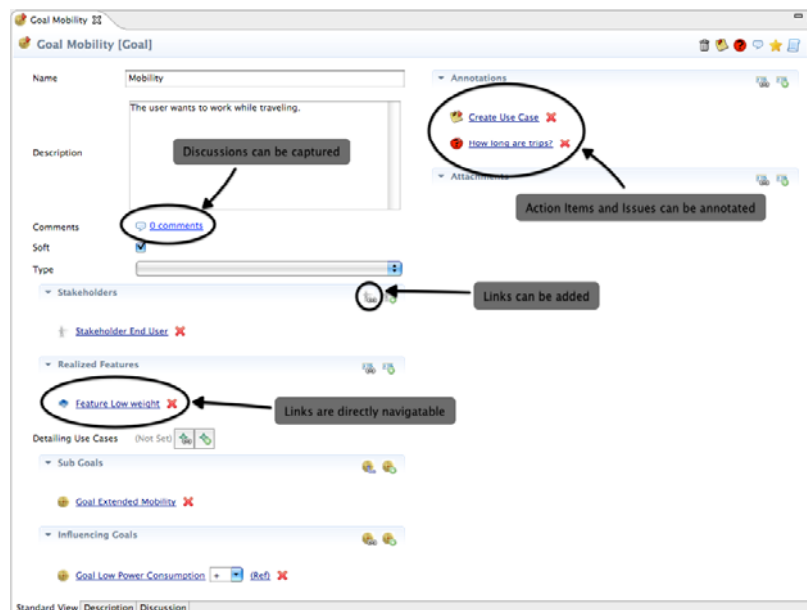 Goal Mobility
Goal Mobility [Goal]
Name
Mobility
Description
The user wants to work while traveling.
Discussions can be captured
Comments
0 comments
Soft
Type
Stakeholders
Links can be added
Stakeholder End User
Realized Features
Feature Low weight
Links are directly navigatable
Detailing Use Cases (Not Set)
Sub Goals
Goal Extended Mobility
Influencing Goals
Goal Low Power Consumption + (Ref)
Annotations
Create Use Case
How long are trips?
Attachments
Action Items and Issues can be annotated
Standard View Description Discussion